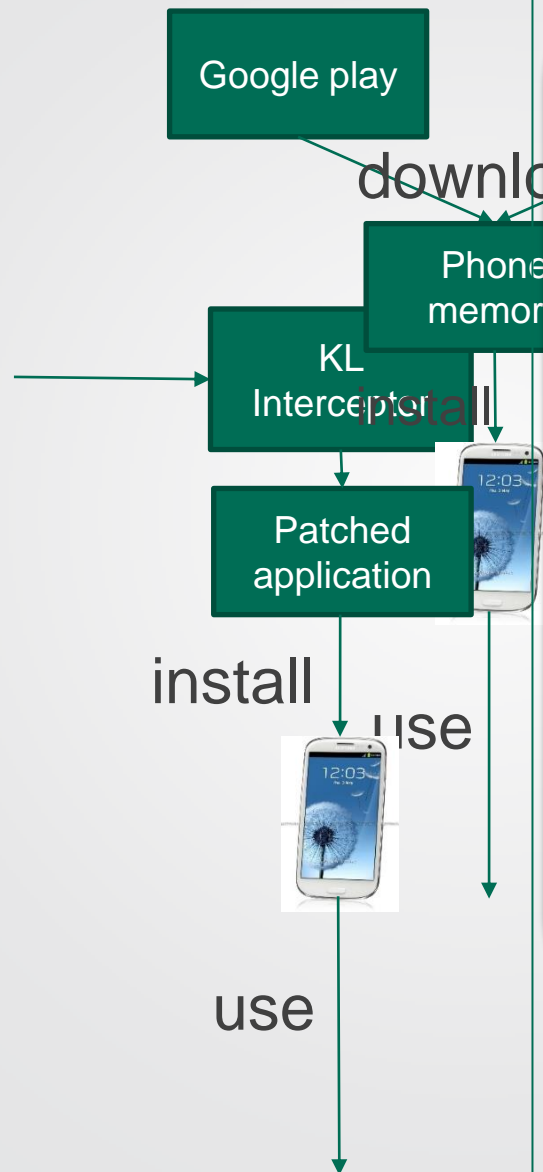 Google play
downlo
Phone
memor
KL
Interceptor
install
12:03
Patched
application
install
use
12:03
use